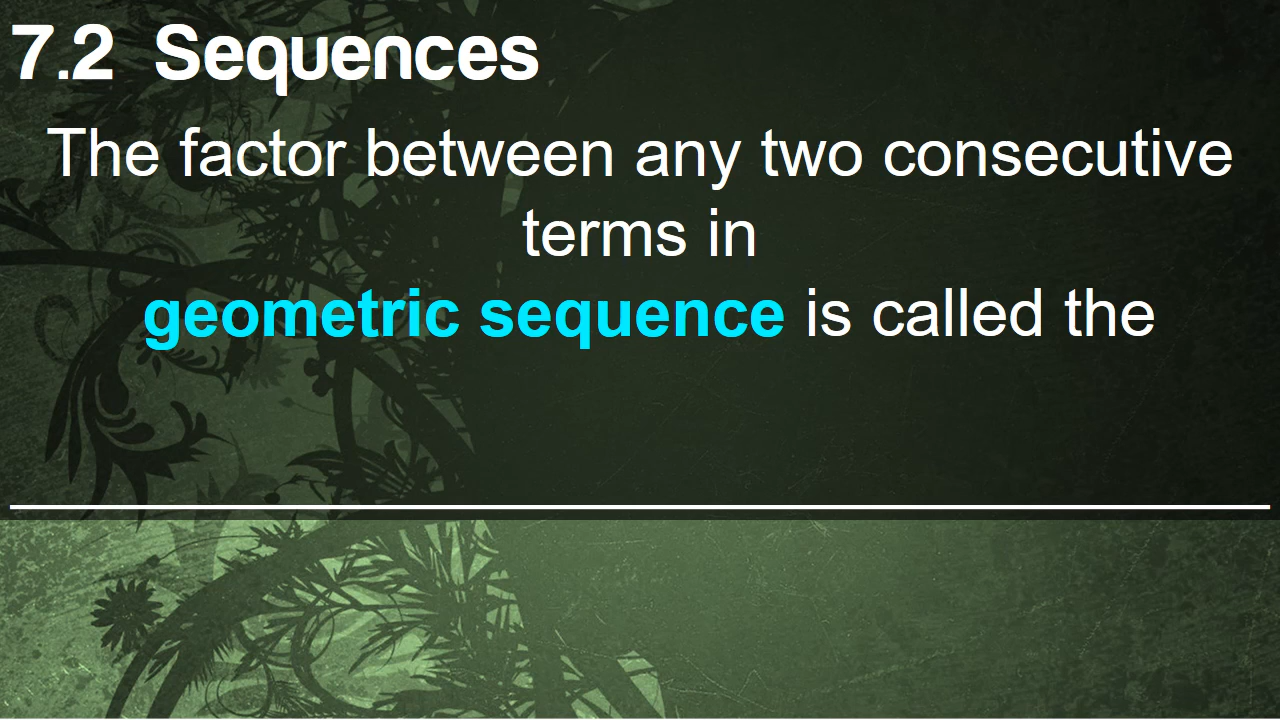 7.2 Sequences
The factor between any two consecutive
terms in
geometric sequence is called the